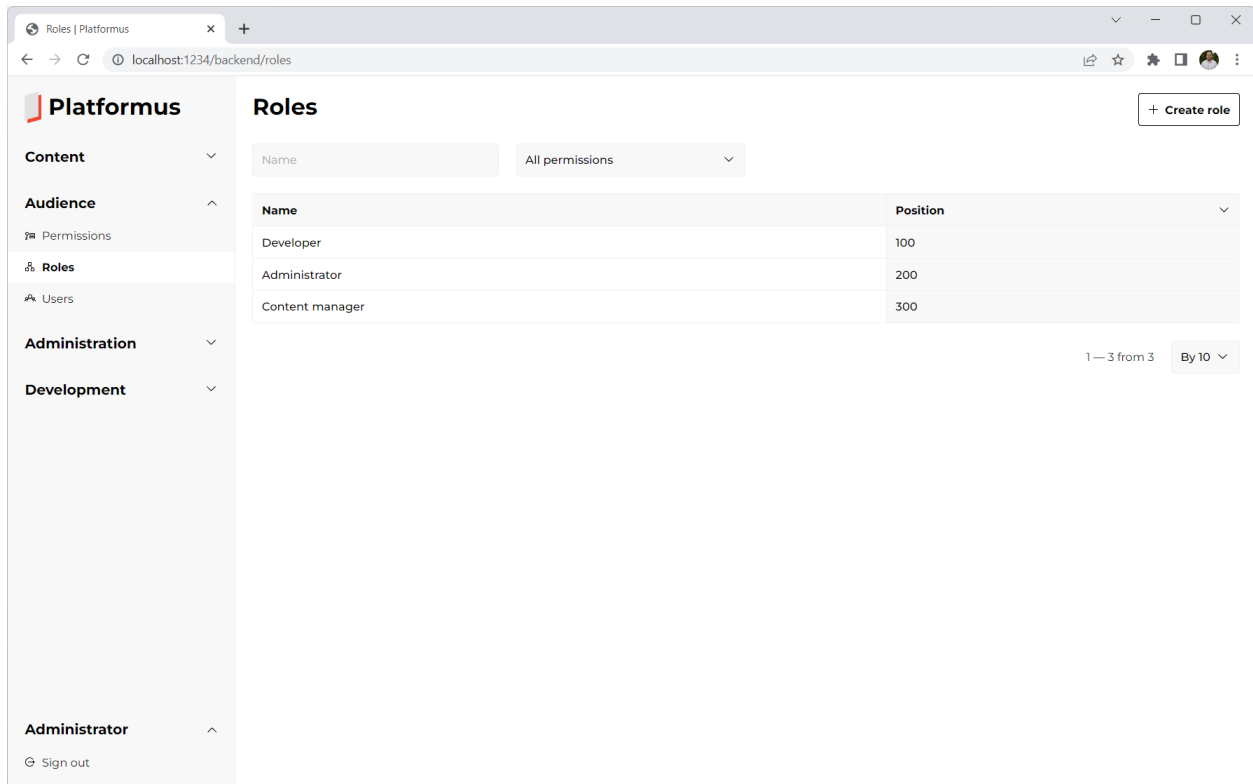 Roles | Platformus
localhost:1234/backend/roles
Platformus
Content
Audience
Permissions
Roles
Users
Administration
Development
Administrator
Sign out
Roles
+ Create role
Name
All permissions
Name Position
Developer 100
Administrator 200
Content manager 300
1 — 3 from 3 By 10